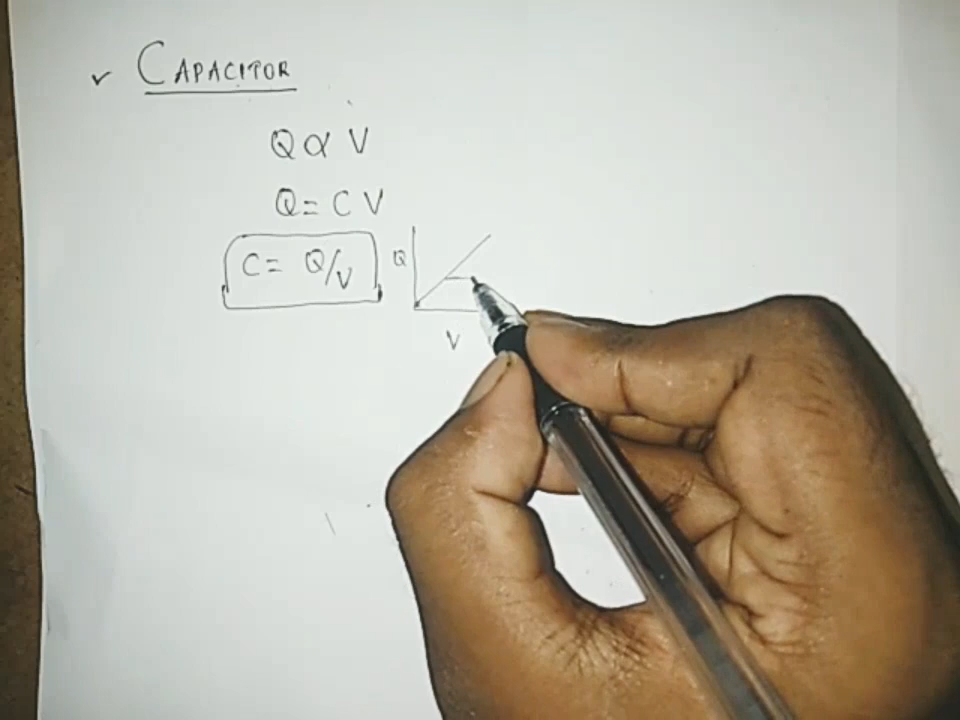 ✓ CAPACITOR
Q ∝ V
Q = C V
C = Q/V
Q
V